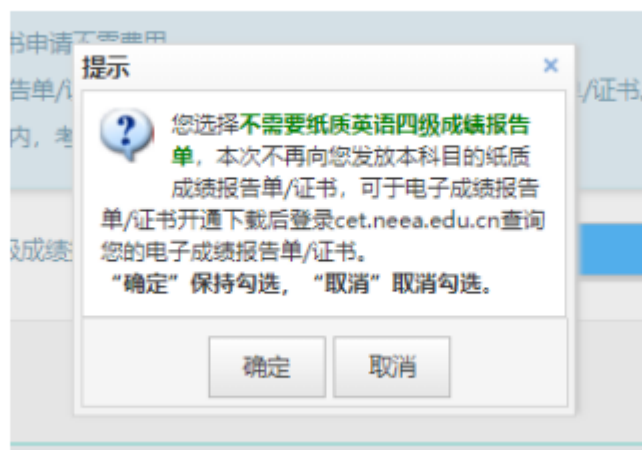 书申请不需费用
提示
×
告单/
/证书
您选择不需要纸质英语四级成绩报告
内，考
单，本次不再向您发放本科目的纸质
成绩报告单/证书，可于电子成绩报告
单/证书开通下载后登录cet.neea.edu.cn查询
级成绩
您的电子成绩报告单/证书。
“确定”保持勾选，“取消”取消勾选。
确定
取消